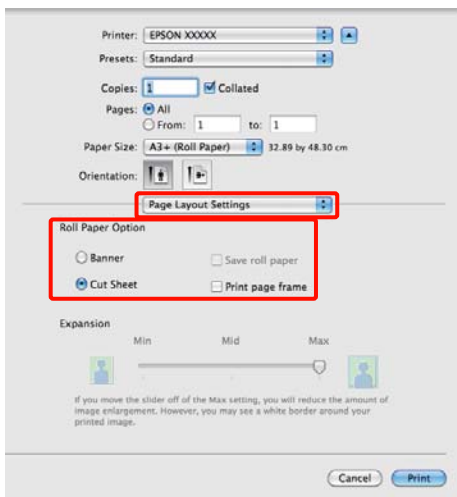 Printer: EPSON XXXXX
Presets: Standard
Copies: 1 Collated
Pages: All
From: 1 to: 1
Paper Size: A3+ (Roll Paper) 32.89 by 48.30 cm
Orientation:
Page Layout Settings
Roll Paper Option
Banner Save roll paper
Cut Sheet Print page frame
Expansion
Min Mid Max
If you move the slider off of the Max setting, you will reduce the amount of
image enlargement. However, you may see a white border around your
printed image.
Cancel Print